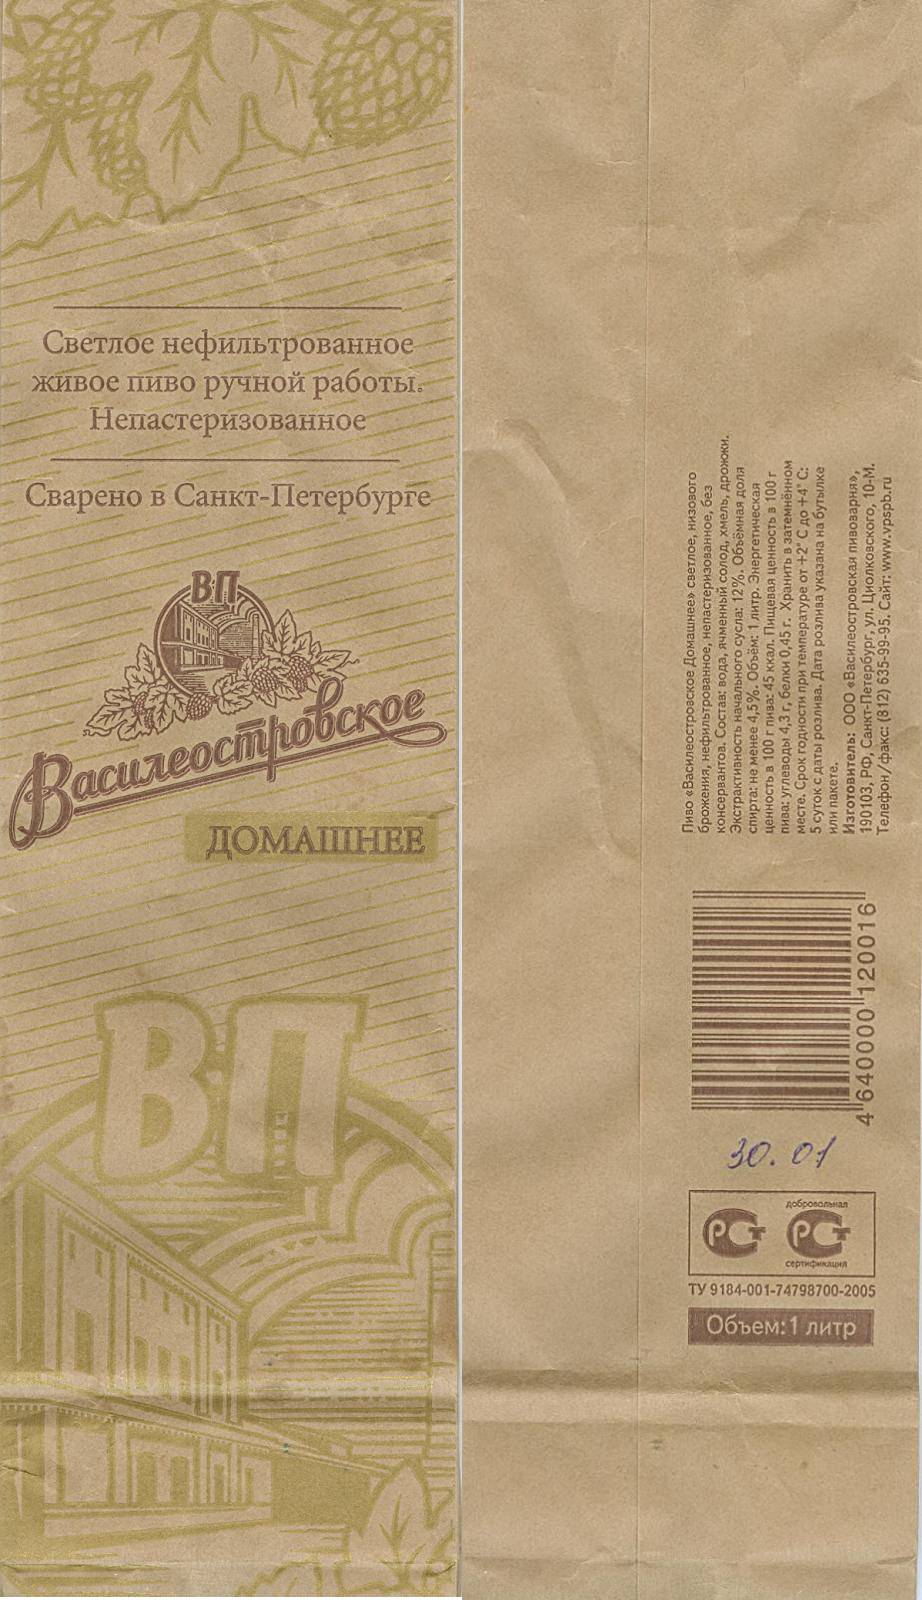 Светлое нефильтрованное
живое пиво ручной работы.
Непастеризованное
Сварено в Санкт-Петербурге
ВП
Василеостровское
ДОМАШНЕЕ
ВП
Пиво «Василеостровское Домашнее» светлое, низового
брожения, нефильтрованное, непастеризованное, без
консервантов. Состав: вода, ячменный солод, хмель, дрожжи.
Экстрактивность начального сусла: 12%. Объёмная доля
спирта: не менее 4,5%. Объём: 1 литр. Энергетическая
ценность в 100 г пива: 45 ккал. Пищевая ценность в 100 г
пива: углеводы 4,3 г, белки 0,45 г. Хранить в затемнённом
месте. Срок годности при температуре от +2° С до +4° С:
5 суток с даты розлива. Дата розлива указана на бутылке
или пакете.
Изготовитель: ООО «Василеостровская пивоварня»,
190103, РФ, Санкт-Петербург, ул. Циолковского, 10-М.
Телефон/факс: (812) 635-99-95. Сайт: www.vpspb.ru
4 640000 120016
30. 01
РСТ
добровольная
РСТ
сертификация
ТУ 9184-001-74798700-2005
Объем: 1 литр